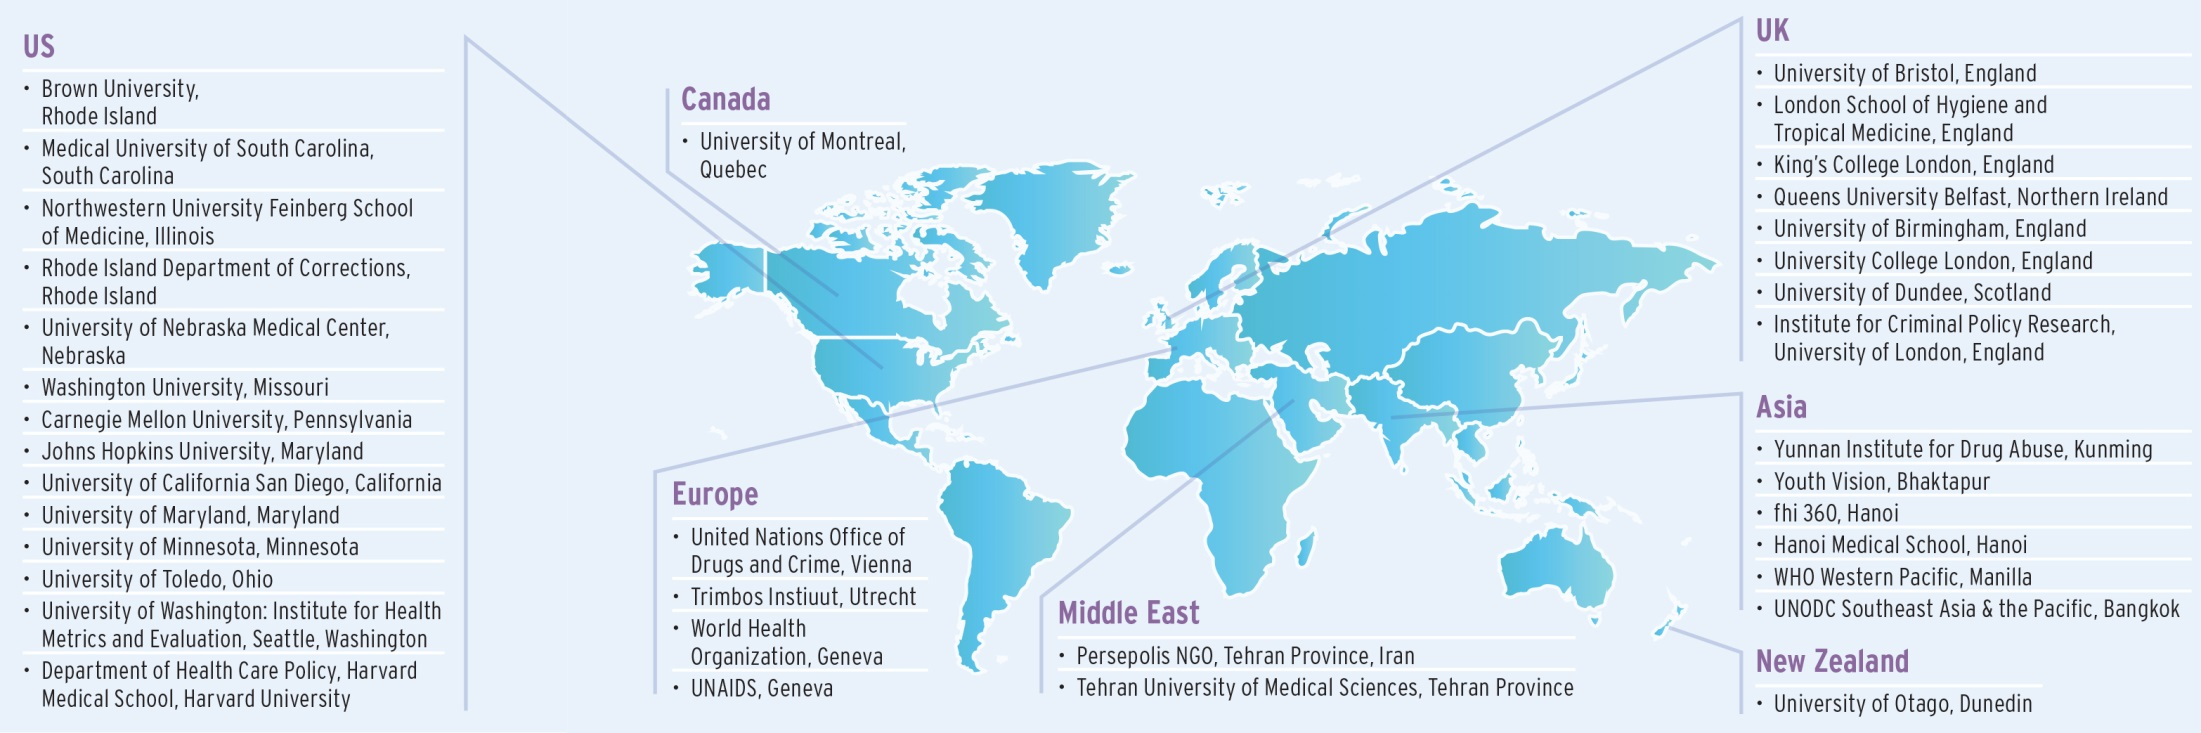 US
• Brown University,
Rhode Island
• Medical University of South Carolina,
South Carolina
• Northwestern University Feinberg School
of Medicine, Illinois
• Rhode Island Department of Corrections,
Rhode Island
• University of Nebraska Medical Center,
Nebraska
• Washington University, Missouri
• Carnegie Mellon University, Pennsylvania
• Johns Hopkins University, Maryland
• University of California San Diego, California
• University of Maryland, Maryland
• University of Minnesota, Minnesota
• University of Toledo, Ohio
• University of Washington: Institute for Health
Metrics and Evaluation, Seattle, Washington
• Department of Health Care Policy, Harvard
Medical School, Harvard University
Canada
• University of Montreal,
Quebec
Europe
• United Nations Office of
Drugs and Crime, Vienna
• Trimbos Instiuut, Utrecht
• World Health
Organization, Geneva
• UNAIDS, Geneva
Middle East
• Persepolis NGO, Tehran Province, Iran
• Tehran University of Medical Sciences, Tehran Province
UK
• University of Bristol, England
• London School of Hygiene and
Tropical Medicine, England
• King's College London, England
• Queens University Belfast, Northern Ireland
• University of Birmingham, England
• University College London, England
• University of Dundee, Scotland
• Institute for Criminal Policy Research,
University of London, England
Asia
• Yunnan Institute for Drug Abuse, Kunming
• Youth Vision, Bhaktapur
• fhi 360, Hanoi
• Hanoi Medical School, Hanoi
• WHO Western Pacific, Manilla
• UNODC Southeast Asia & the Pacific, Bangkok
New Zealand
• University of Otago, Dunedin